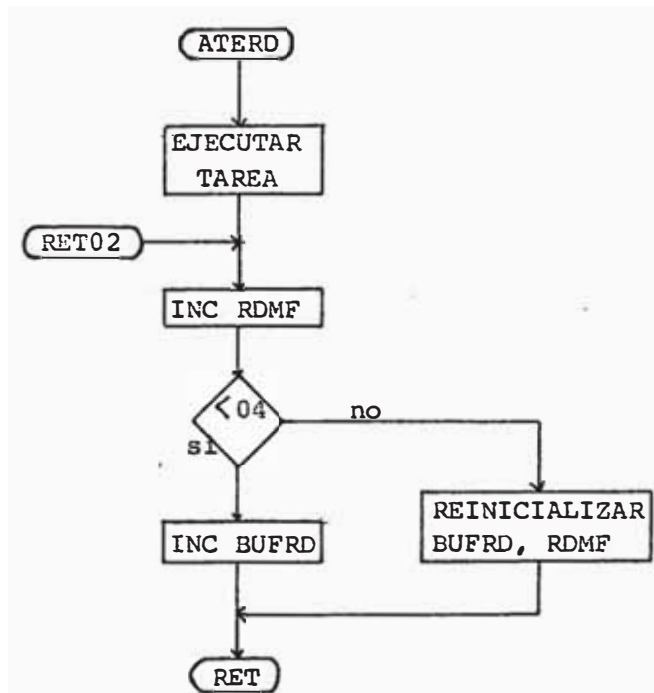 ATERD
EJECUTAR
TAREA
RET02
INC RDMF
<04
no
si
INC BUFRD
REINICIALIZAR
BUFRD, RDMF
RET